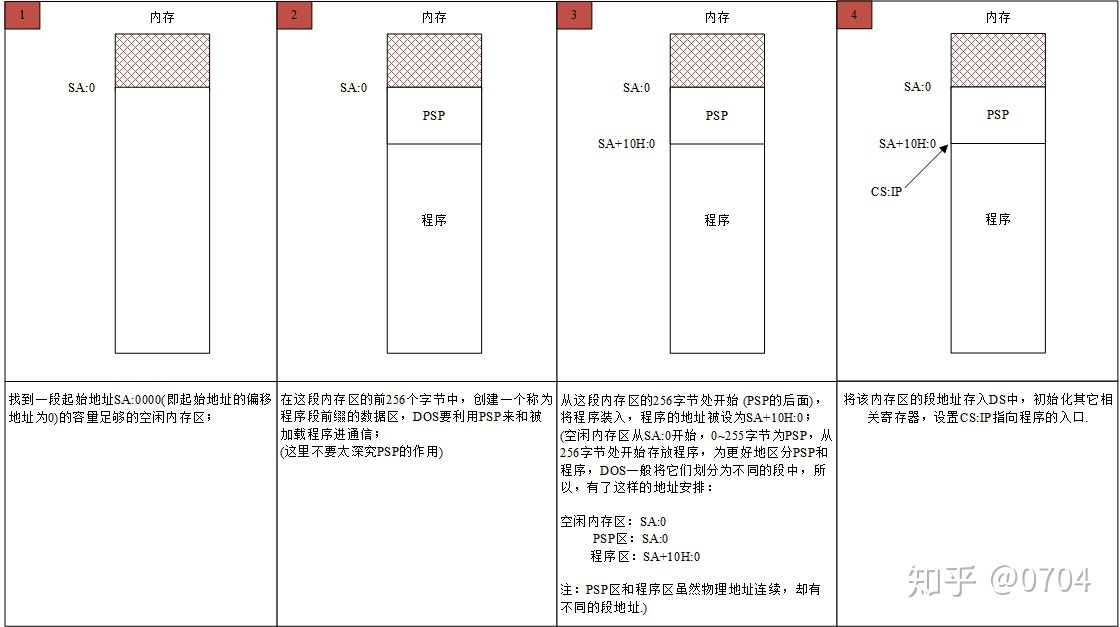 1
内存
SA:0
找到一段起始地址SA:0000(即起始地址的偏移
地址为0)的容量足够的空闲内存区；
2
内存
SA:0
PSP
程序
在这段内存区的前256个字节中，创建一个称为
程序段前缀的数据区，DOS要利用PSP来和被
加载程序进通信；
(这里不要太深究PSP的作用)
3
内存
SA:0
PSP
SA+10H:0
程序
从这段内存区的256字节处开始 (PSP的后面)，
将程序装入，程序的地址被设为SA+10H:0；
(空闲内存区从SA:0开始，0~255字节为PSP，从
256字节处开始存放程序，为更好地区分PSP和
程序，DOS一般将它们划分为不同的段中，所
以，有了这样的地址安排：
空闲内存区：SA:0
PSP区：SA:0
程序区：SA+10H:0
注：PSP区和程序区虽然物理地址连续，却有
不同的段地址.)
4
内存
SA:0
PSP
SA+10H:0
CS:IP
程序
将该内存区的段地址存入DS中，初始化其它相
关寄存器，设置CS:IP指向程序的入口.
知乎 @0704